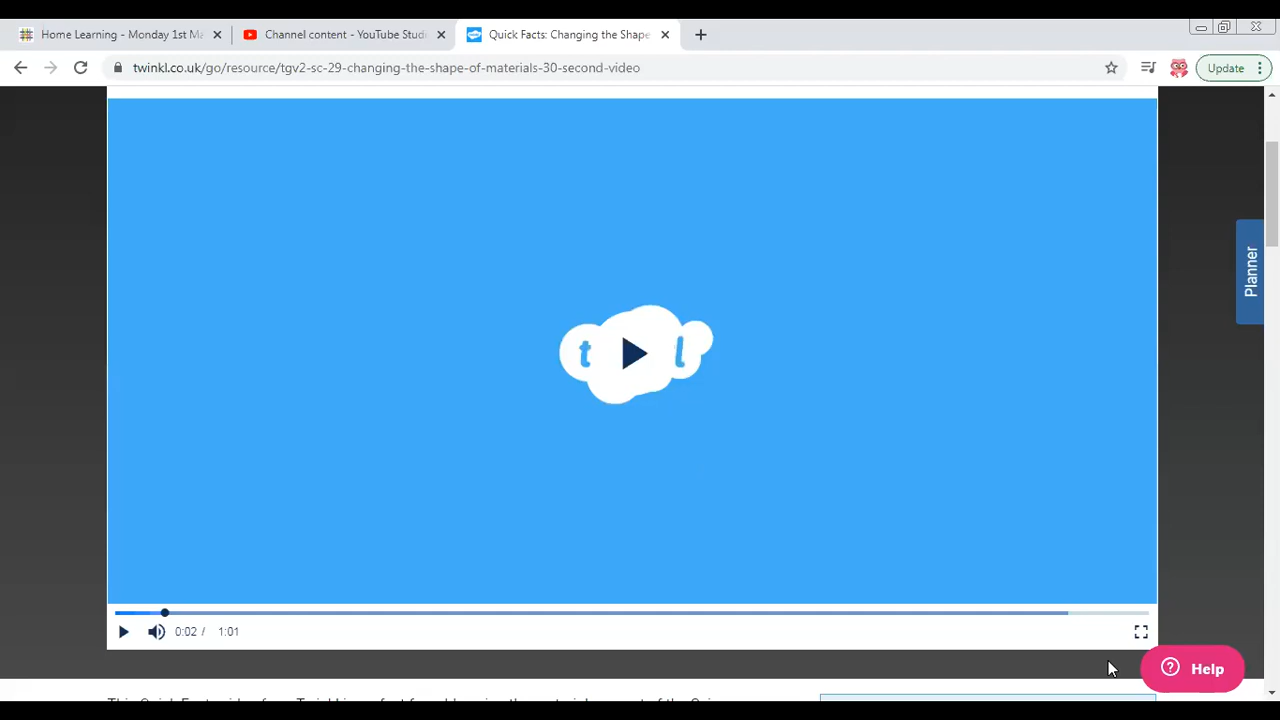 Home Learning - Monday 1st Ma
Channel content - YouTube Studi
Quick Facts: Changing the Shape
twinkl.co.uk/go/resource/tgv2-sc-29-changing-the-shape-of-materials-30-second-video
Update
Planner
t l
0:02 / 1:01
Help